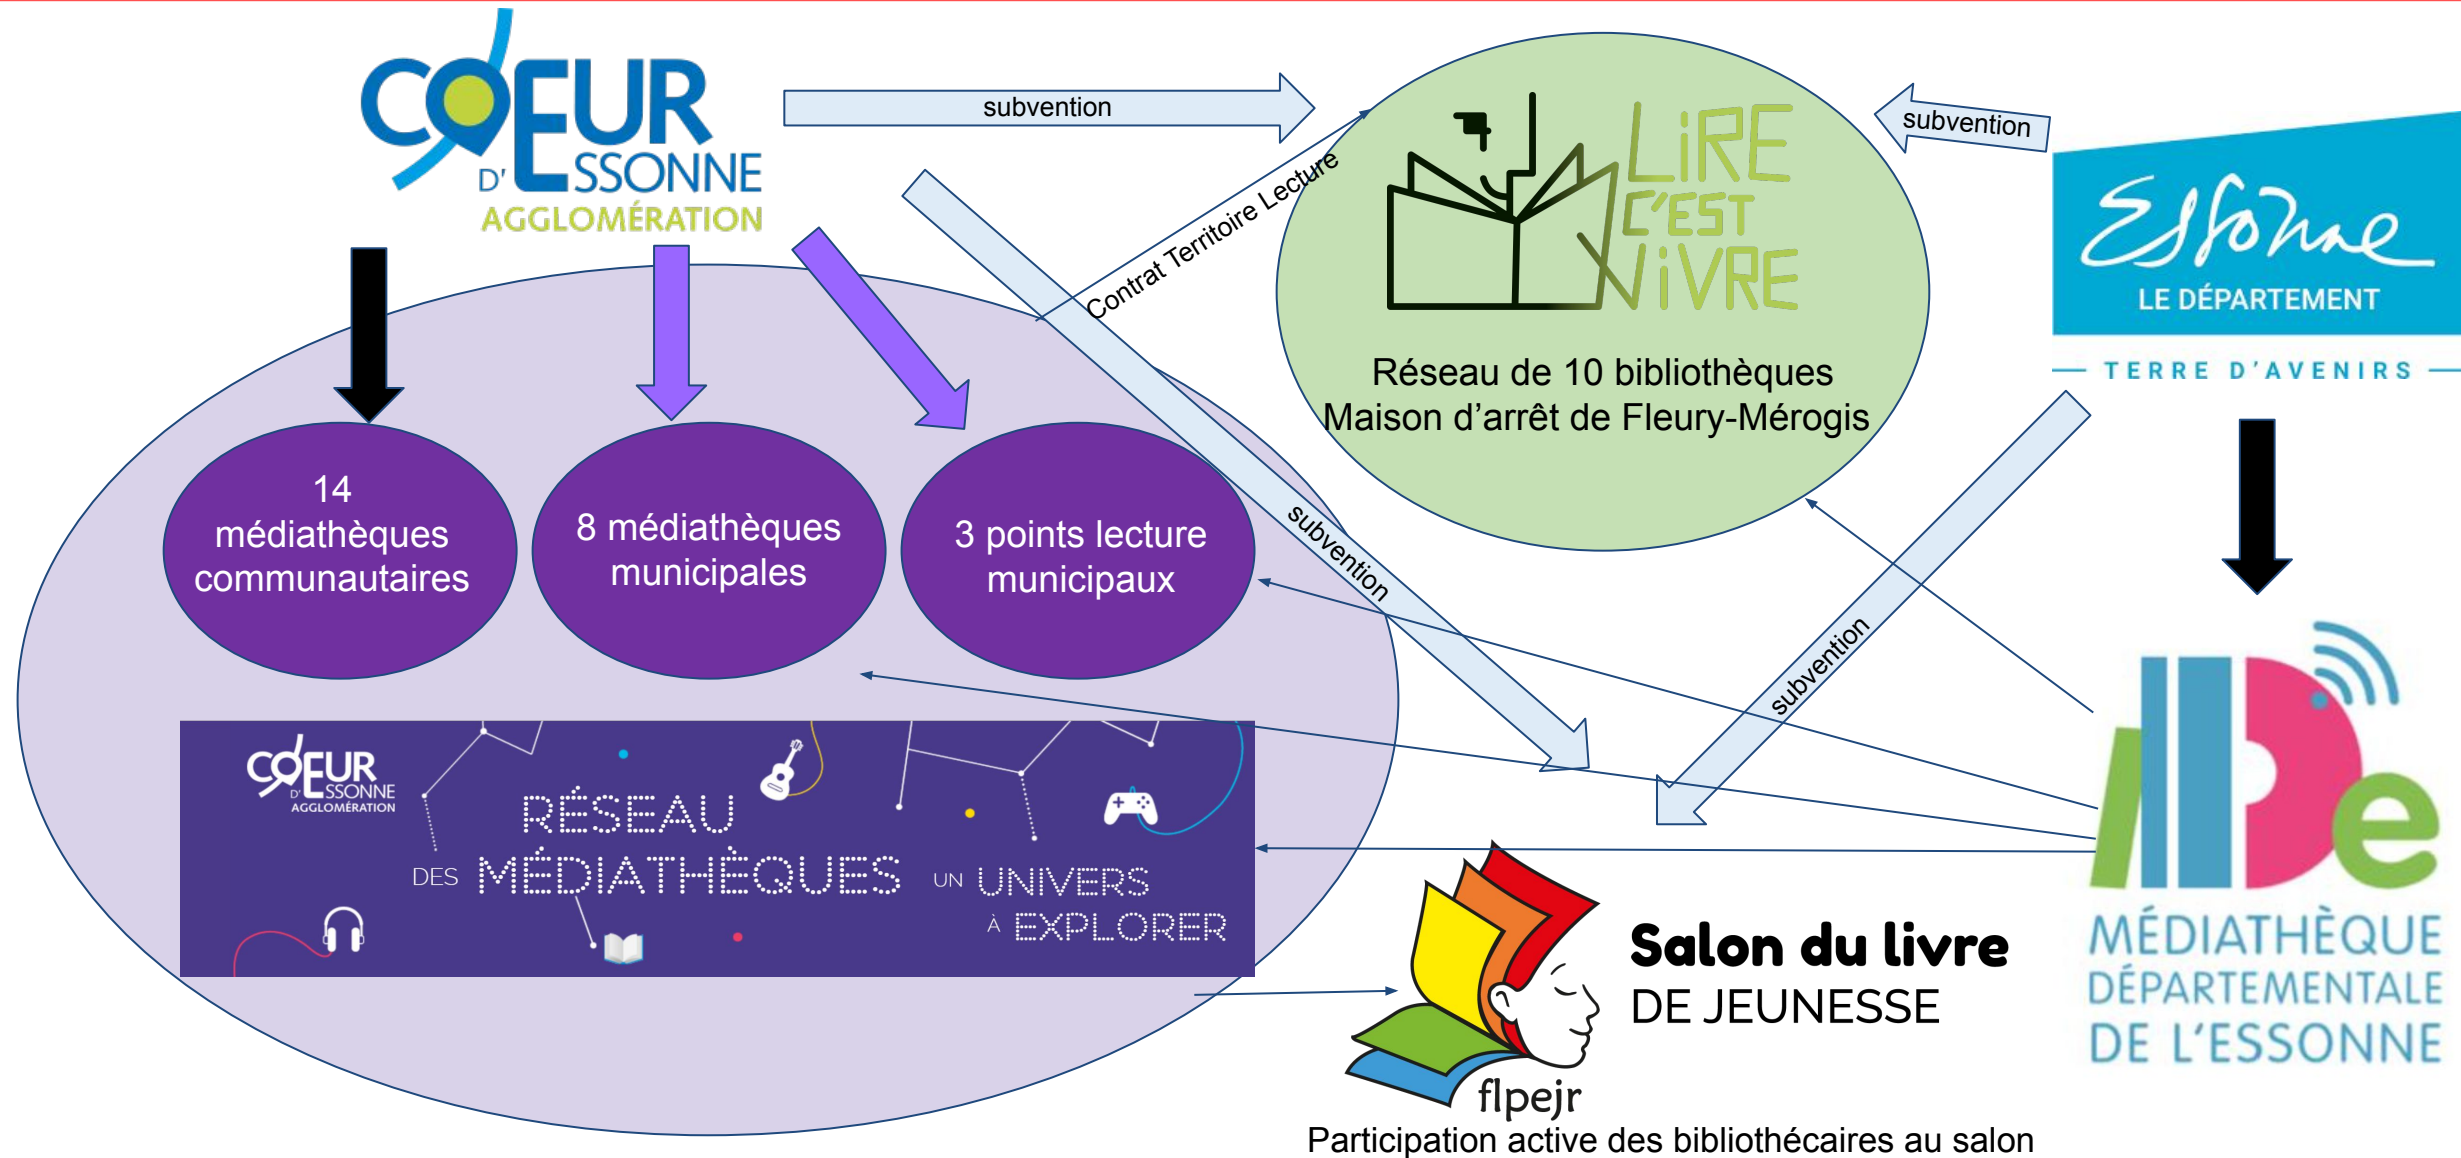 COEUR
D'ESSONNE
AGGLOMÉRATION
subvention
subvention
Contrat Territoire Lecture
LiRE
C'EST
ViVRE
Réseau de 10 bibliothèques
Maison d'arrêt de Fleury-Mérogis
Essonne
LE DÉPARTEMENT
TERRE D'AVENIRS
14
médiathèques
communautaires
8 médiathèques
municipales
3 points lecture
municipaux
subvention
subvention
COEUR
D'ESSONNE
AGGLOMÉRATION
RÉSEAU
DES MÉDIATHÈQUES
UN UNIVERS
À EXPLORER
MDe
MÉDIATHÈQUE
DÉPARTEMENTALE
DE L'ESSONNE
Salon du livre
DE JEUNESSE
flpejr
Participation active des bibliothécaires au salon